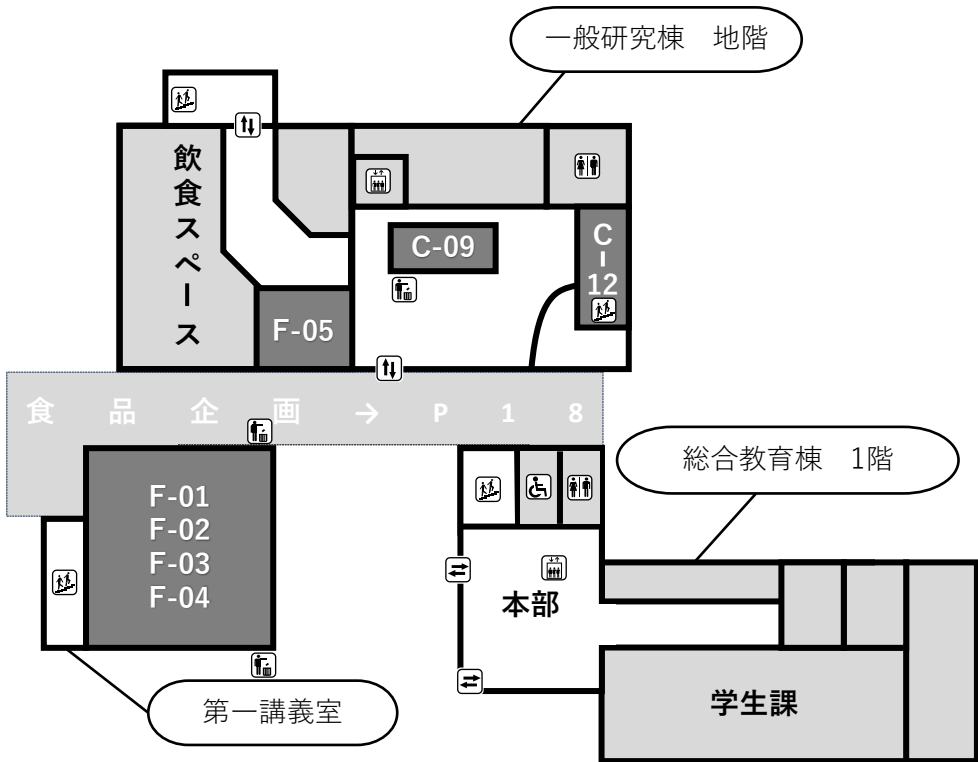 一般研究棟　地階
飲食スペース
C-09
C-12
F-05
食品企画→P18
総合教育棟　1階
F-01
F-02
F-03
F-04
本部
学生課
第一講義室